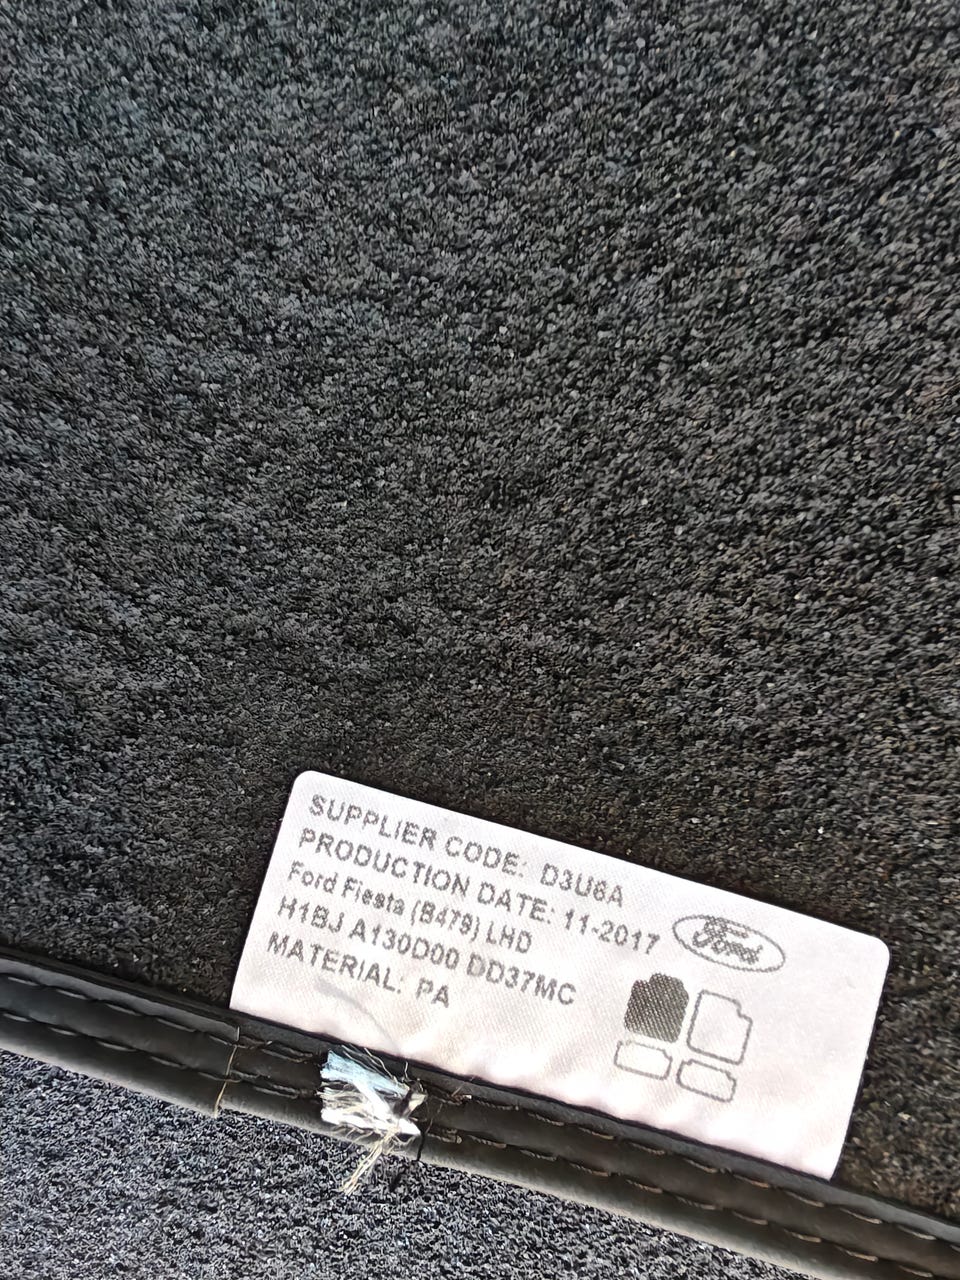 SUPPLIER CODE: D3U6A
PRODUCTION DATE: 11-2017
Ford Fiesta (B479) LHD
H1BJ A130D00 DD37MC
MATERIAL: PA
Ford